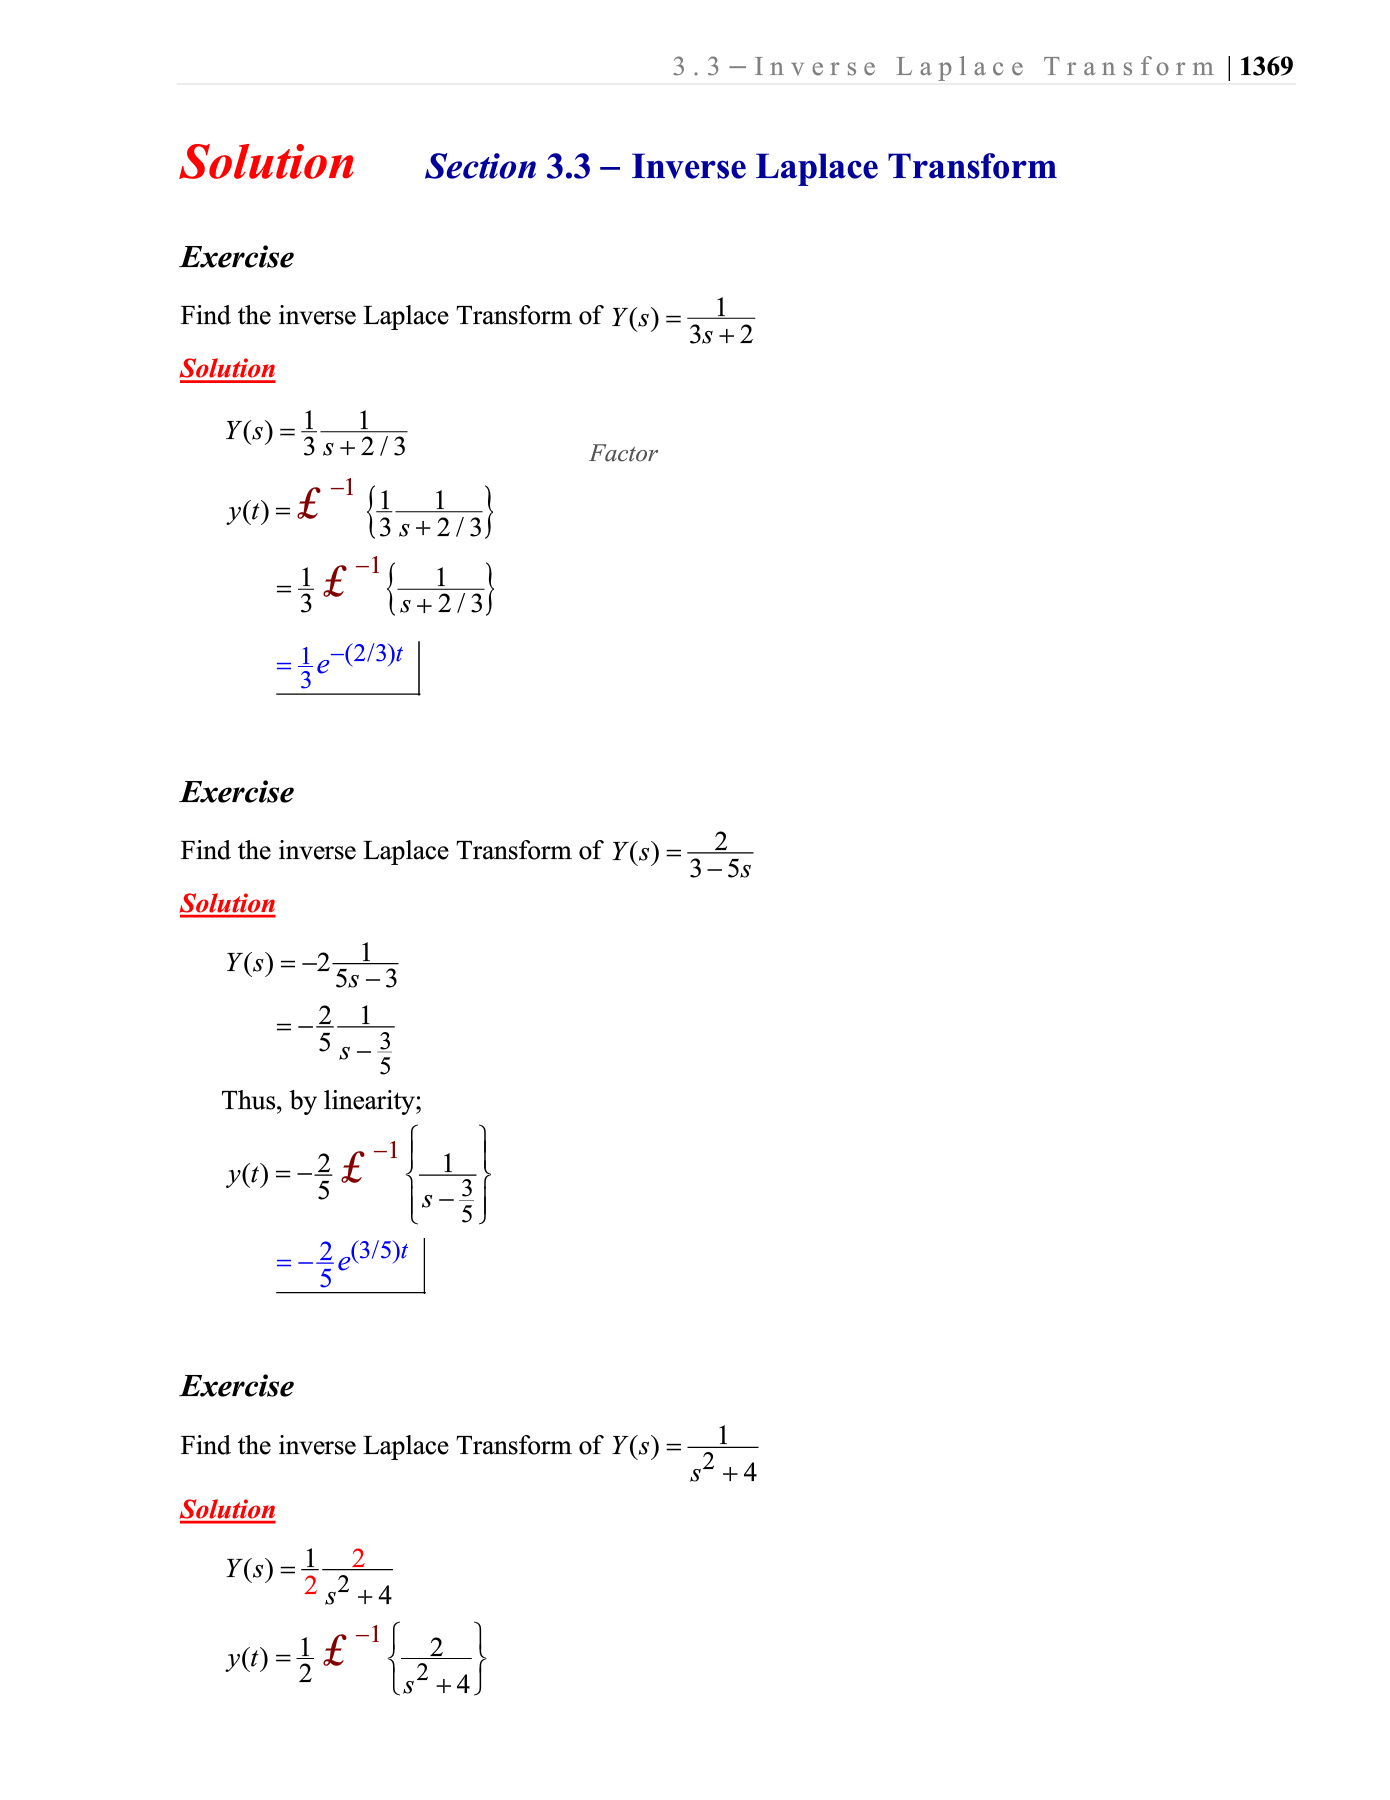 3.3 – Inverse Laplace Transform | 1369
Solution Section 3.3 – Inverse Laplace Transform
Exercise
Find the inverse Laplace Transform of Y(s) = \frac{1}{3s+2}
Solution
Y(s) = \frac{1}{3} \frac{1}{s+2/3} Factor
y(t) = £^{-1} \left\{ \frac{1}{3} \frac{1}{s+2/3} \right\}
= \frac{1}{3} £^{-1} \left\{ \frac{1}{s+2/3} \right\}
= \frac{1}{3} e^{-(2/3)t}
Exercise
Find the inverse Laplace Transform of Y(s) = \frac{2}{3-5s}
Solution
Y(s) = -2 \frac{1}{5s-3}
= -\frac{2}{5} \frac{1}{s-\frac{3}{5}}
Thus, by linearity;
y(t) = -\frac{2}{5} £^{-1} \left\{ \frac{1}{s-\frac{3}{5}} \right\}
= -\frac{2}{5} e^{(3/5)t}
Exercise
Find the inverse Laplace Transform of Y(s) = \frac{1}{s^2+4}
Solution
Y(s) = \frac{1}{2} \frac{2}{s^2+4}
y(t) = \frac{1}{2} £^{-1} \left\{ \frac{2}{s^2+4} \right\}